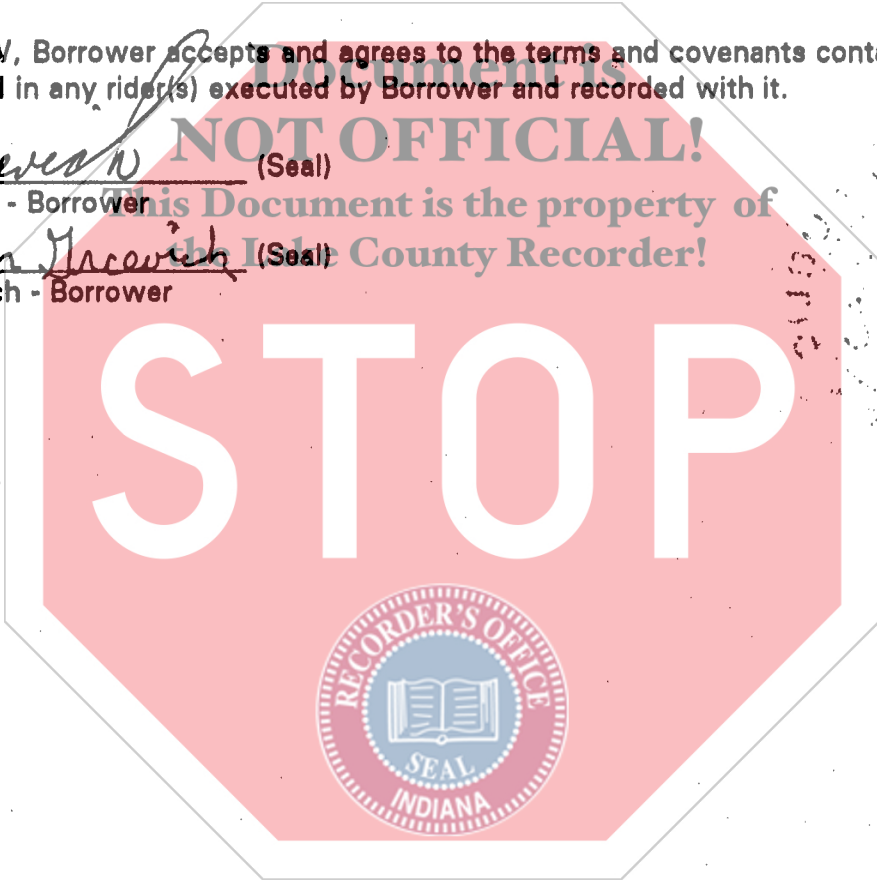 V, Borrower accepts and agrees to the terms and covenants conta
Document is
in any rider(s) executed by Borrower and recorded with it.
NOT OFFICIAL!
(Seal)
- Borrower
This Document is the property of
Grcevich (Seal)
the Lake County Recorder!
ch - Borrower
STOP
RECORDER'S OFFICE
SEAL
INDIANA